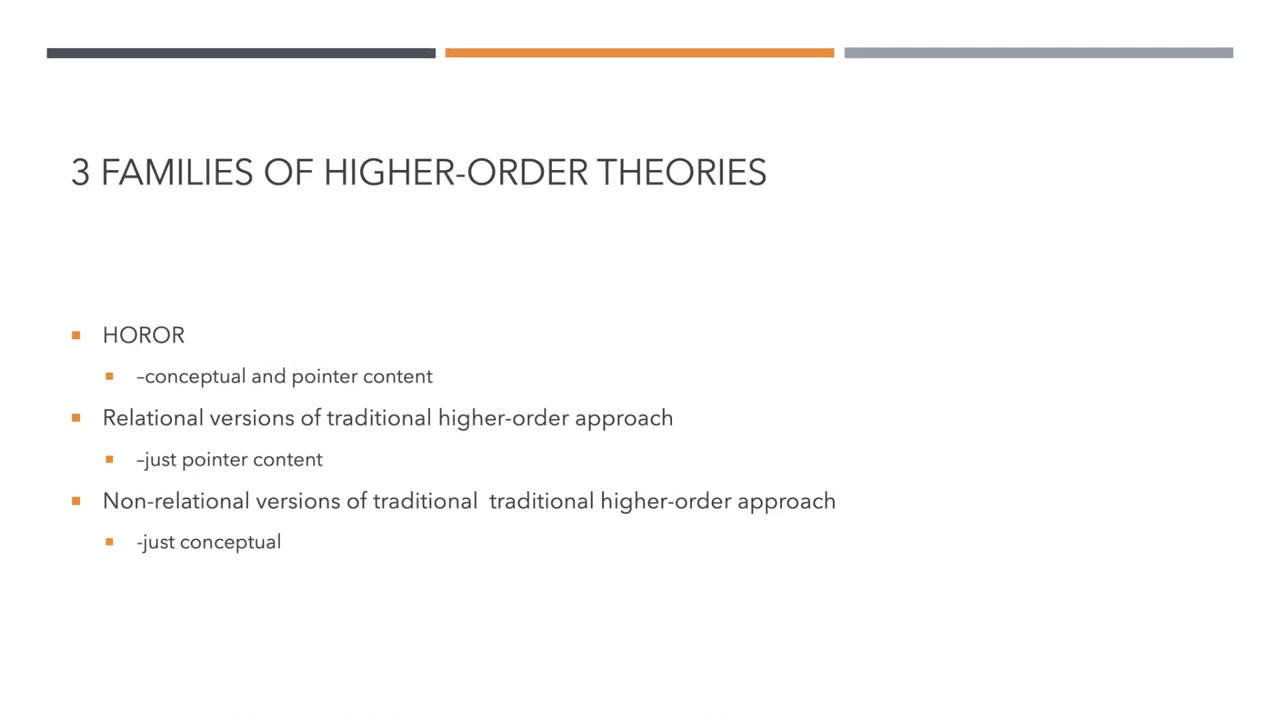 3 FAMILIES OF HIGHER-ORDER THEORIES
HOROR
–conceptual and pointer content
Relational versions of traditional higher-order approach
–just pointer content
Non-relational versions of traditional  traditional higher-order approach
-just conceptual